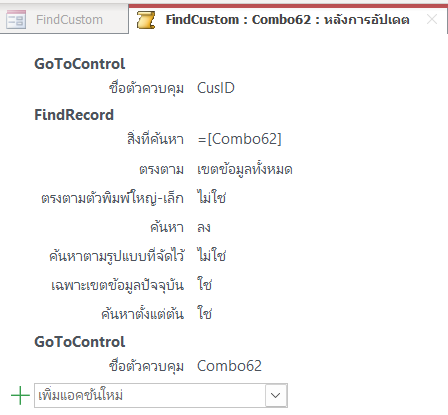 FindCustom
FindCustom : Combo62 : หลังการอัปเดต
GoToControl
ชื่อตัวควบคุม CusID
FindRecord
สิ่งที่ค้นหา =[Combo62]
ตรงตาม เขตข้อมูลทั้งหมด
ตรงตามตัวพิมพ์ใหญ่-เล็ก ไม่ใช่
ค้นหา ลง
ค้นหาตามรูปแบบที่จัดไว้ ไม่ใช่
เฉพาะเขตข้อมูลปัจจุบัน ใช่
ค้นหาตั้งแต่ต้น ใช่
GoToControl
ชื่อตัวควบคุม Combo62
เพิ่มแอคชันใหม่